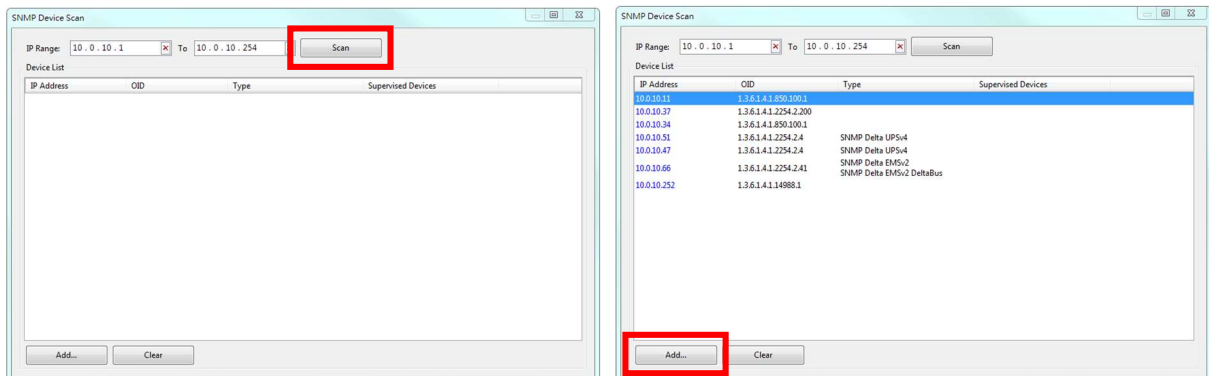 SNMP Device Scan
IP Range: 10 . 0 . 10 . 1 To 10 . 0 . 10 . 254 Scan
Device List
IP Address OID Type Supervised Devices
Add... Clear
SNMP Device Scan
IP Range: 10 . 0 . 10 . 1 To 10 . 0 . 10 . 254 Scan
Device List
IP Address OID Type Supervised Devices
10.0.10.11 1.3.6.1.4.1.850.100.1
10.0.10.37 1.3.6.1.4.1.2254.2.200
10.0.10.34 1.3.6.1.4.1.850.100.1
10.0.10.51 1.3.6.1.4.1.2254.2.4 SNMP Delta UPSv4
10.0.10.47 1.3.6.1.4.1.2254.2.4 SNMP Delta UPSv4
10.0.10.66 1.3.6.1.4.1.2254.2.41 SNMP Delta EMSv2
SNMP Delta EMSv2 DeltaBus
10.0.10.252 1.3.6.1.4.1.14988.1
Add... Clear